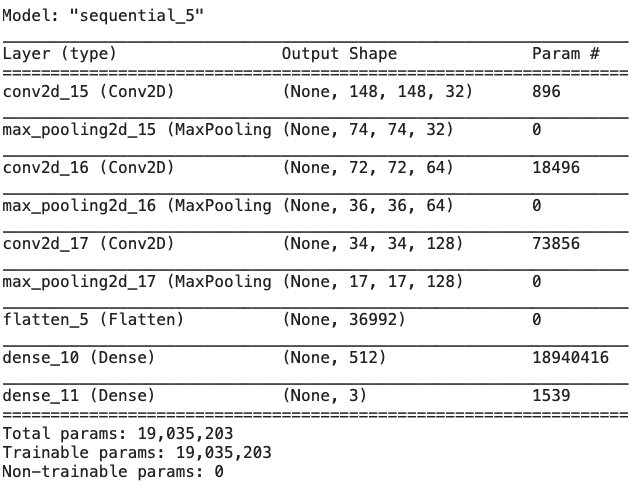 Model: "sequential_5"
Layer (type) Output Shape Param #
conv2d_15 (Conv2D) (None, 148, 148, 32) 896
max_pooling2d_15 (MaxPooling (None, 74, 74, 32) 0
conv2d_16 (Conv2D) (None, 72, 72, 64) 18496
max_pooling2d_16 (MaxPooling (None, 36, 36, 64) 0
conv2d_17 (Conv2D) (None, 34, 34, 128) 73856
max_pooling2d_17 (MaxPooling (None, 17, 17, 128) 0
flatten_5 (Flatten) (None, 36992) 0
dense_10 (Dense) (None, 512) 18940416
dense_11 (Dense) (None, 3) 1539
Total params: 19,035,203
Trainable params: 19,035,203
Non-trainable params: 0